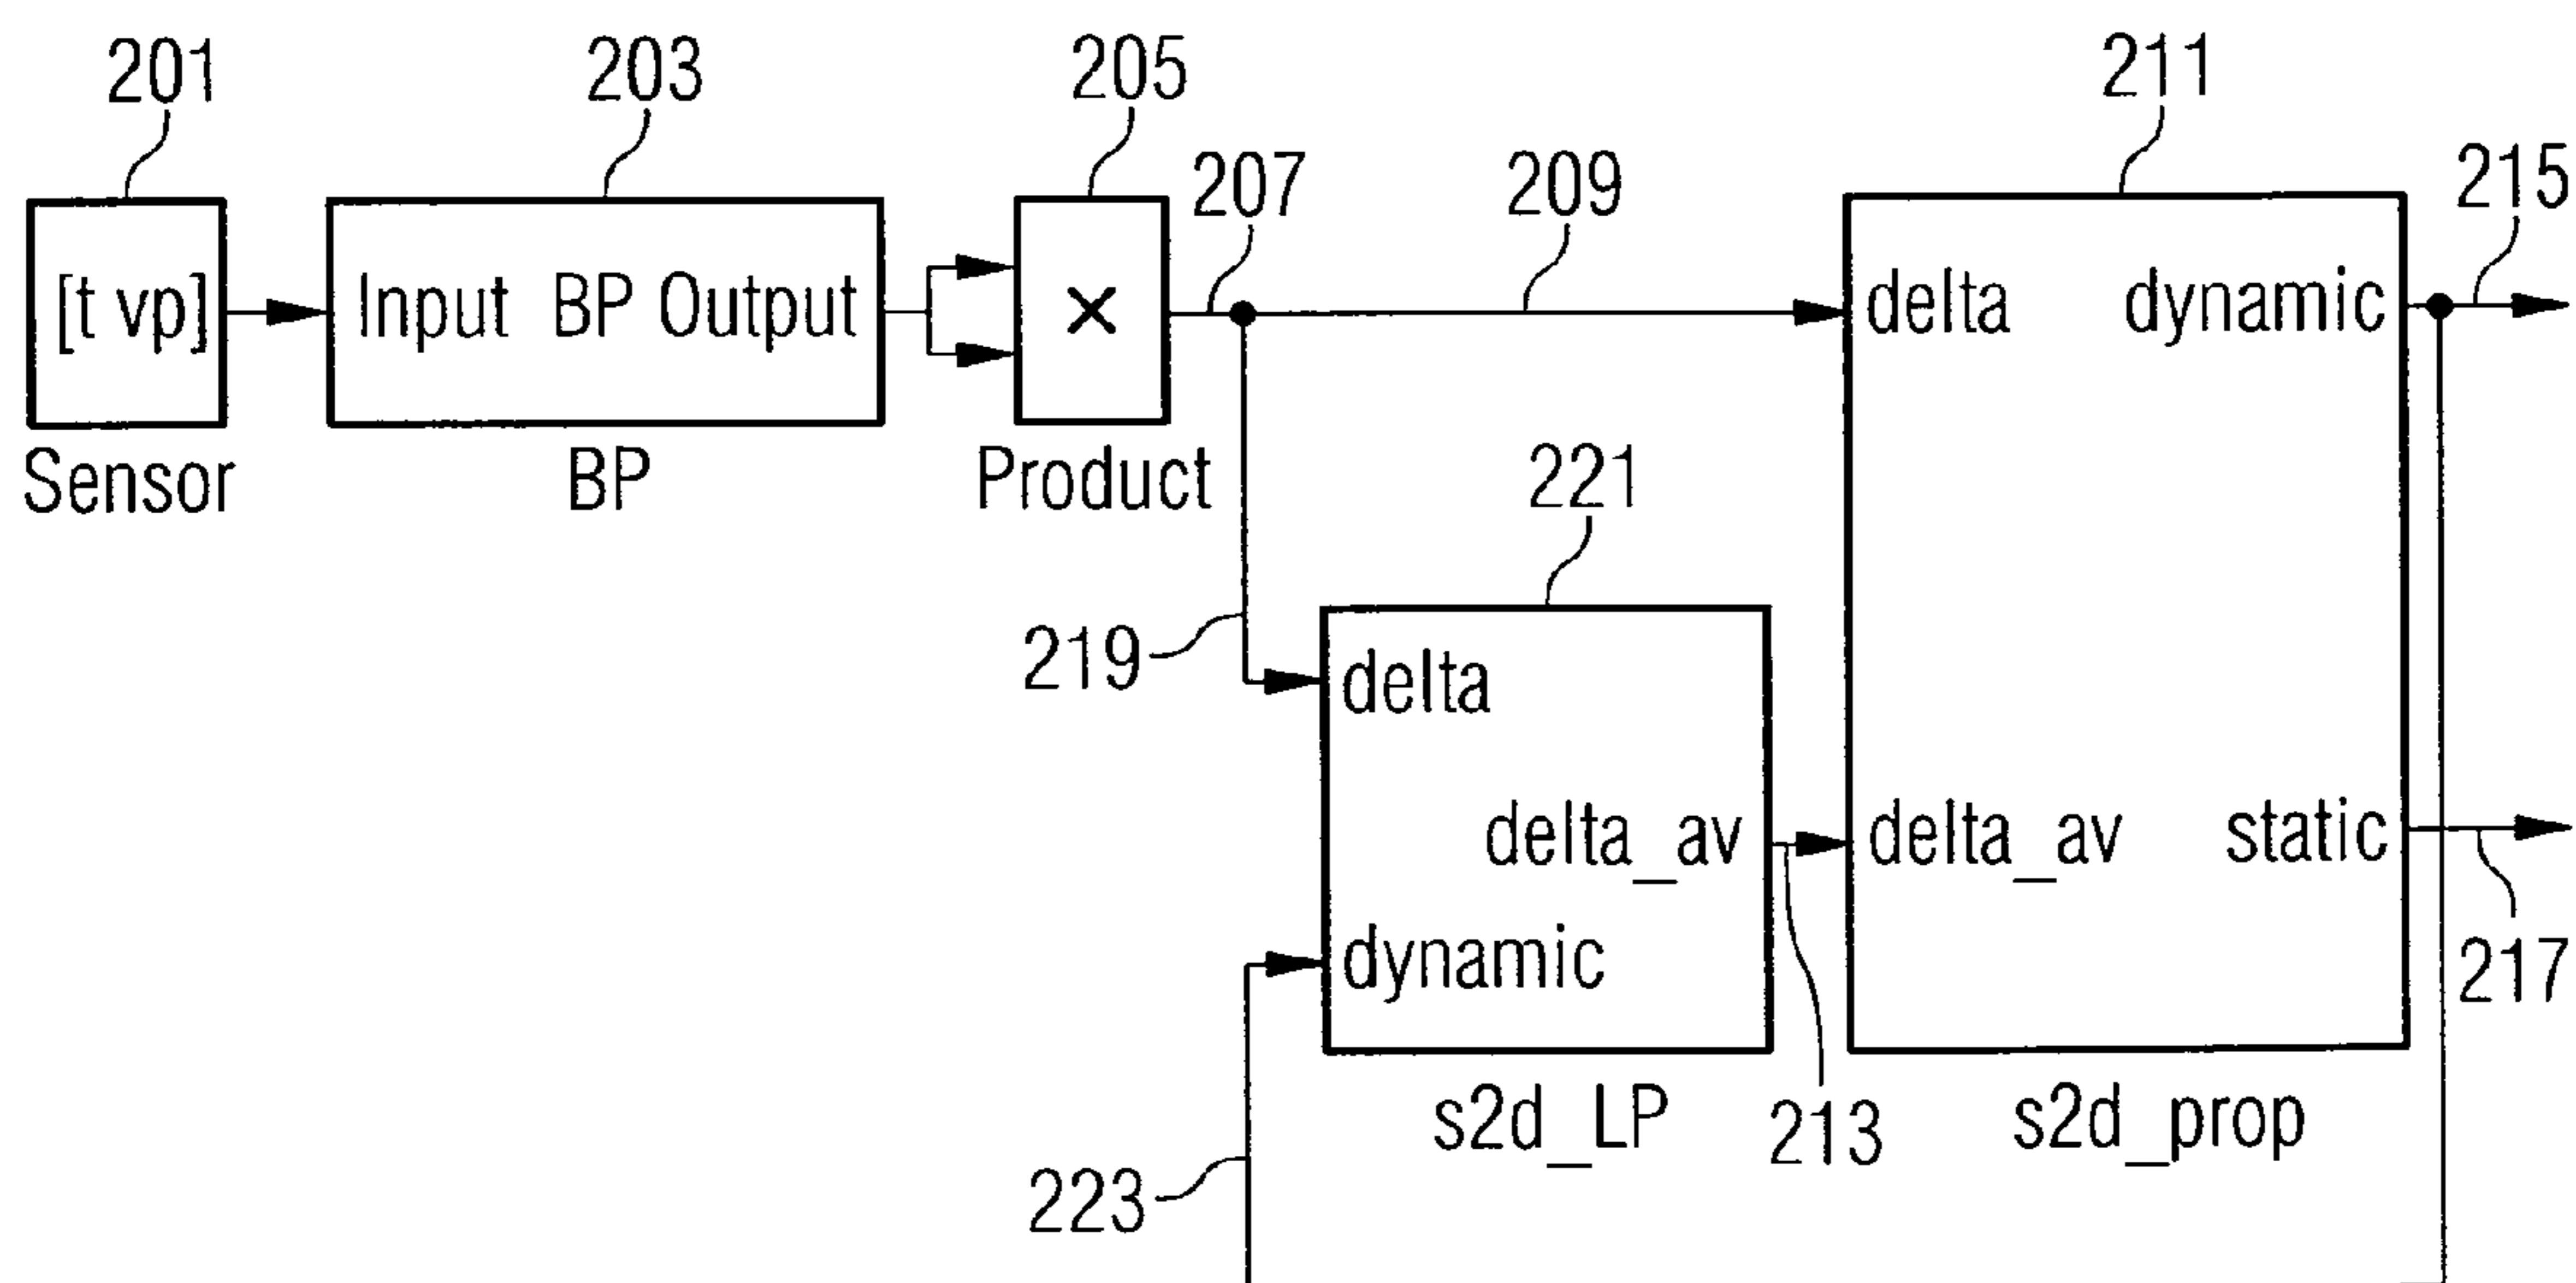 201
203
205
211
207
209
215
[t vp]
Input BP Output
×
delta
dynamic
Sensor
BP
Product
221
219
delta
delta_av
delta_av
static
dynamic
217
s2d_LP
213
s2d_prop
223